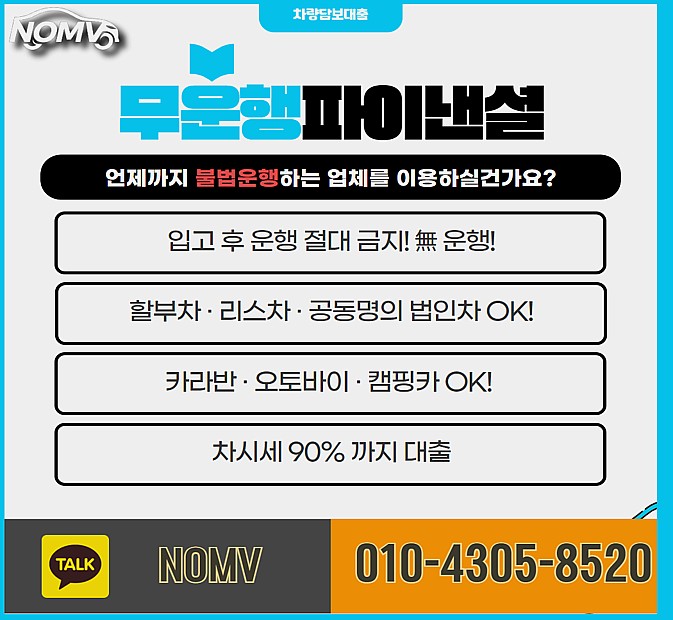 차량담보대출
NOMV
무운행파이낸셜
언제까지 불법운행하는 업체를 이용하실건가요?
입고 후 운행 절대 금지! 無 운행!
할부차 · 리스차 · 공동명의 법인차 OK!
카라반 · 오토바이 · 캠핑카 OK!
차시세 90% 까지 대출
TALK
NOMV
010-4305-8520